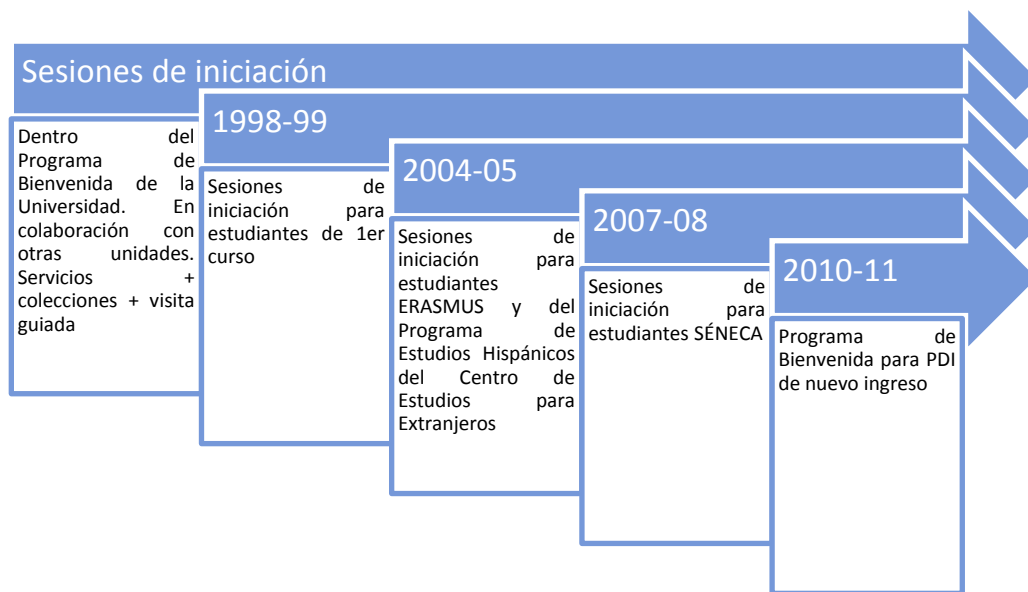 Sesiones de iniciación
Dentro del
Programa de
Bienvenida de la
Universidad. En
colaboración con
otras unidades.
Servicios +
colecciones + visita
guiada
1998-99
Sesiones de
iniciación para
estudiantes de 1er
curso
2004-05
Sesiones de
iniciación para
estudiantes
ERASMUS y del
Programa de
Estudios Hispánicos
del Centro de
Estudios para
Extranjeros
2007-08
Sesiones de
iniciación para
estudiantes SÉNECA
2010-11
Programa de
Bienvenida para PDI
de nuevo ingreso